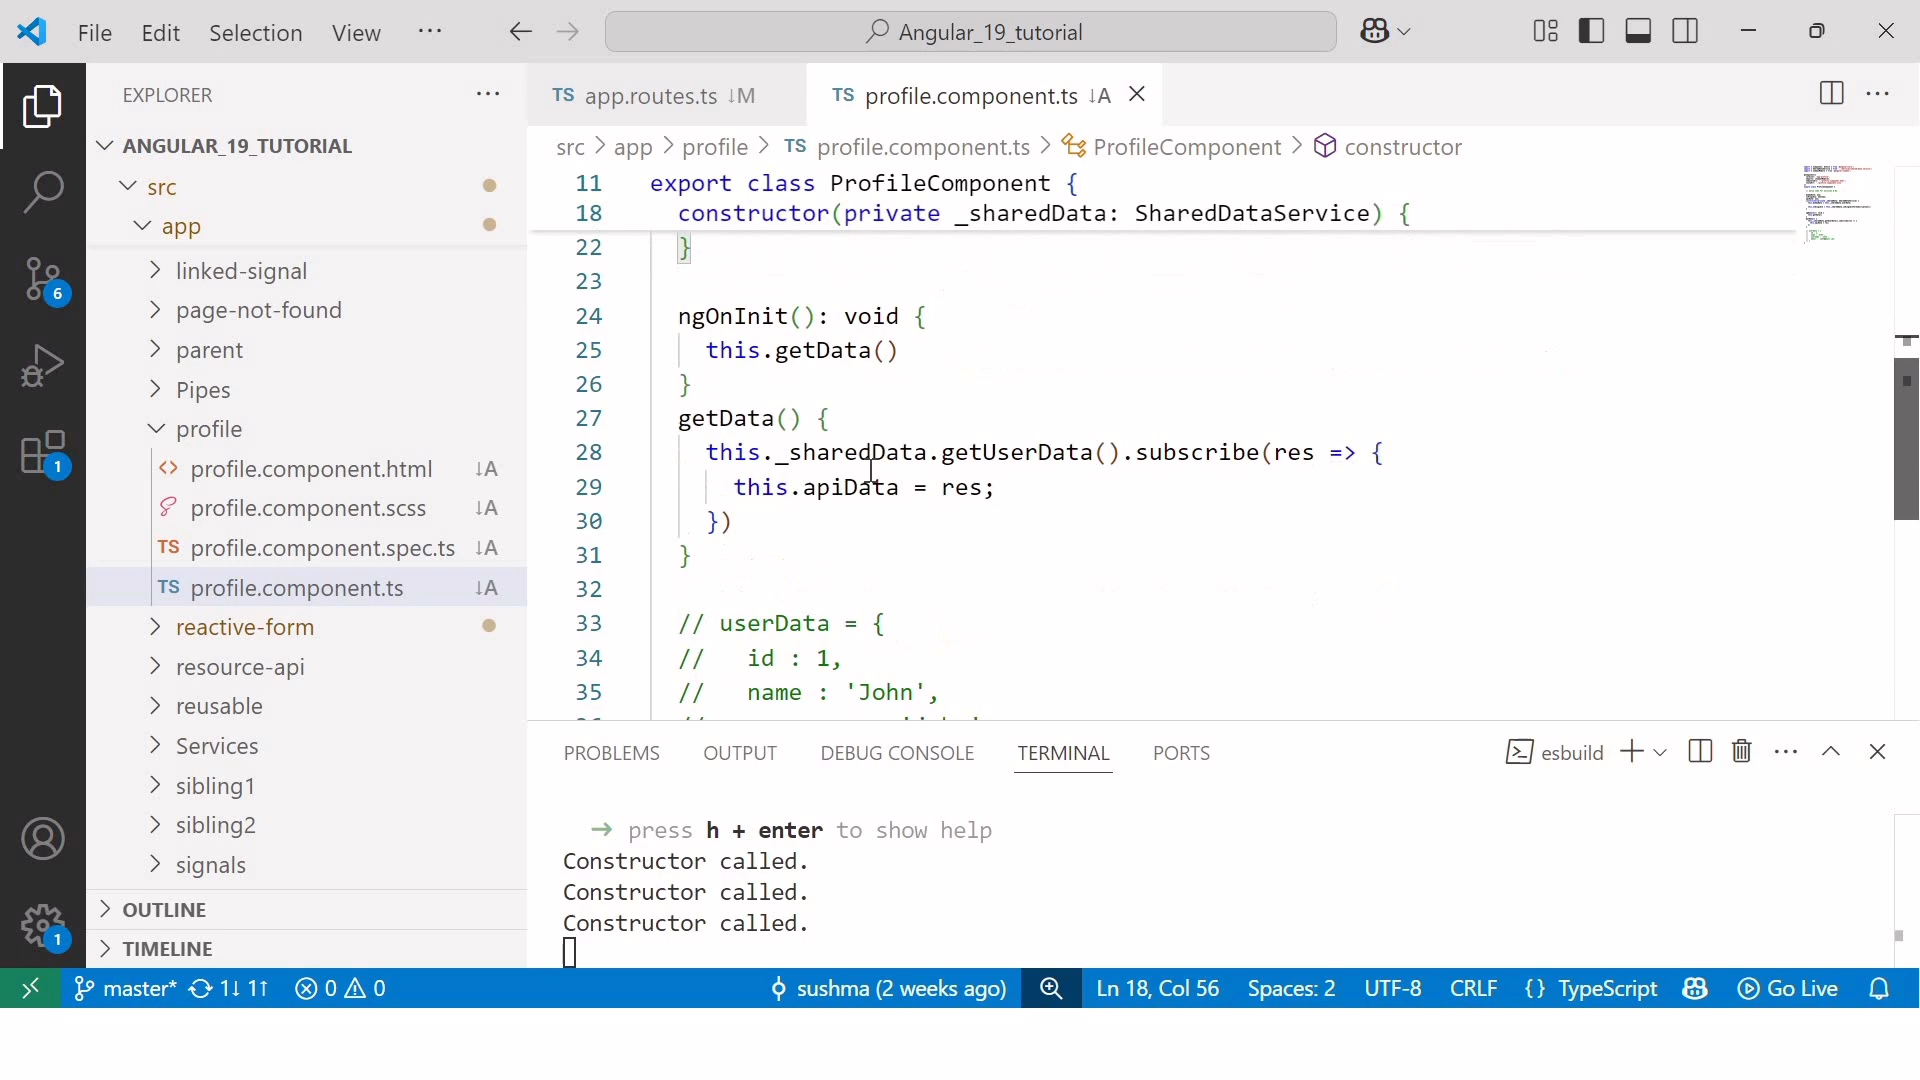 File Edit Selection View ... Angular_19_tutorial
EXPLORER
ANGULAR_19_TUTORIAL
src
app
linked-signal
page-not-found
parent
Pipes
profile
profile.component.html ↓A
profile.component.scss ↓A
TS profile.component.spec.ts ↓A
TS profile.component.ts ↓A
reactive-form
resource-api
reusable
Services
sibling1
sibling2
signals
OUTLINE
TIMELINE
6
1
1
TS app.routes.ts ↓M
TS profile.component.ts ↓A
src > app > profile > TS profile.component.ts > ProfileComponent > constructor
11 export class ProfileComponent {
18 constructor(private _sharedData: SharedDataService) {
22 }
23
24 ngOnInit(): void {
25 this.getData()
26 }
27 getData() {
28 this._sharedData.getUserData().subscribe(res => {
29 this.apiData = res;
30 })
31 }
32
33 // userData = {
34 // id : 1,
35 // name : 'John',
PROBLEMS OUTPUT DEBUG CONSOLE TERMINAL PORTS esbuild
→ press h + enter to show help
Constructor called.
Constructor called.
Constructor called.
master* 1↓ 1↑ 0 0 sushma (2 weeks ago) Ln 18, Col 56 Spaces: 2 UTF-8 CRLF {} TypeScript Go Live